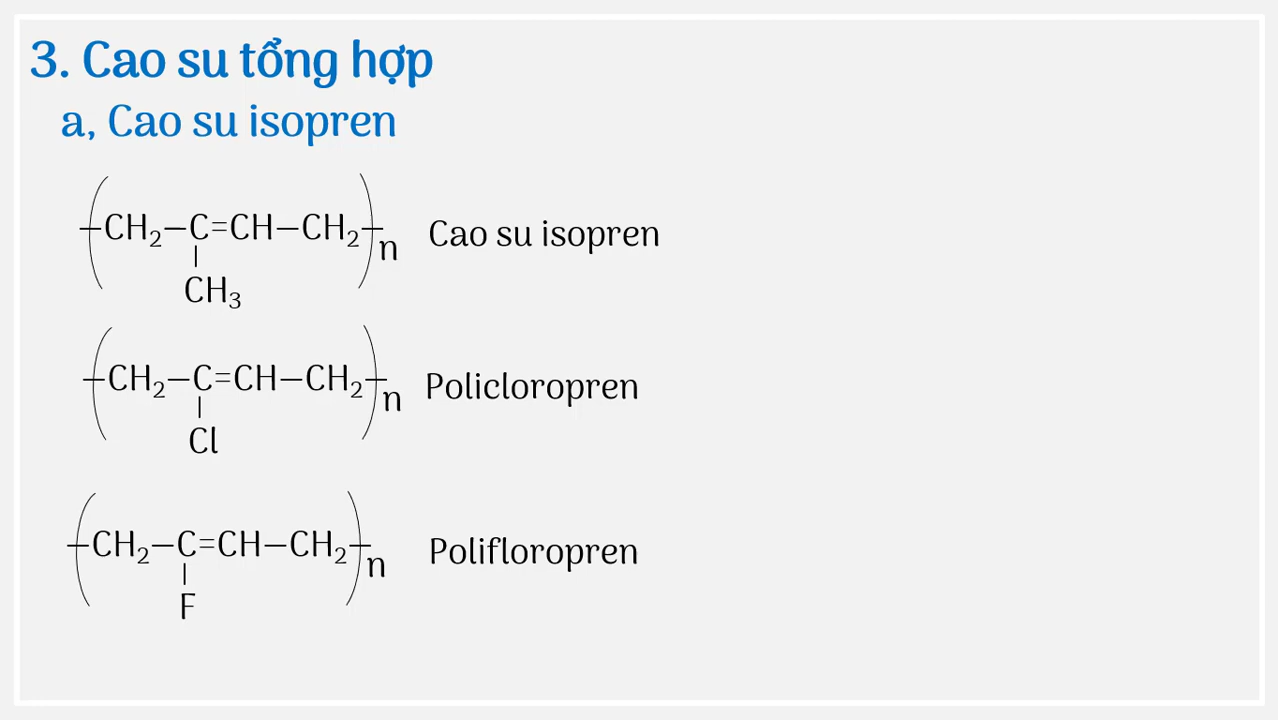 3. Cao su tổng hợp
a, Cao su isopren
CH₂–C=CH–CH₂ n Cao su isopren
CH₃
CH₂–C=CH–CH₂ n Policloropren
Cl
CH₂–C=CH–CH₂ n Polifloropren
F